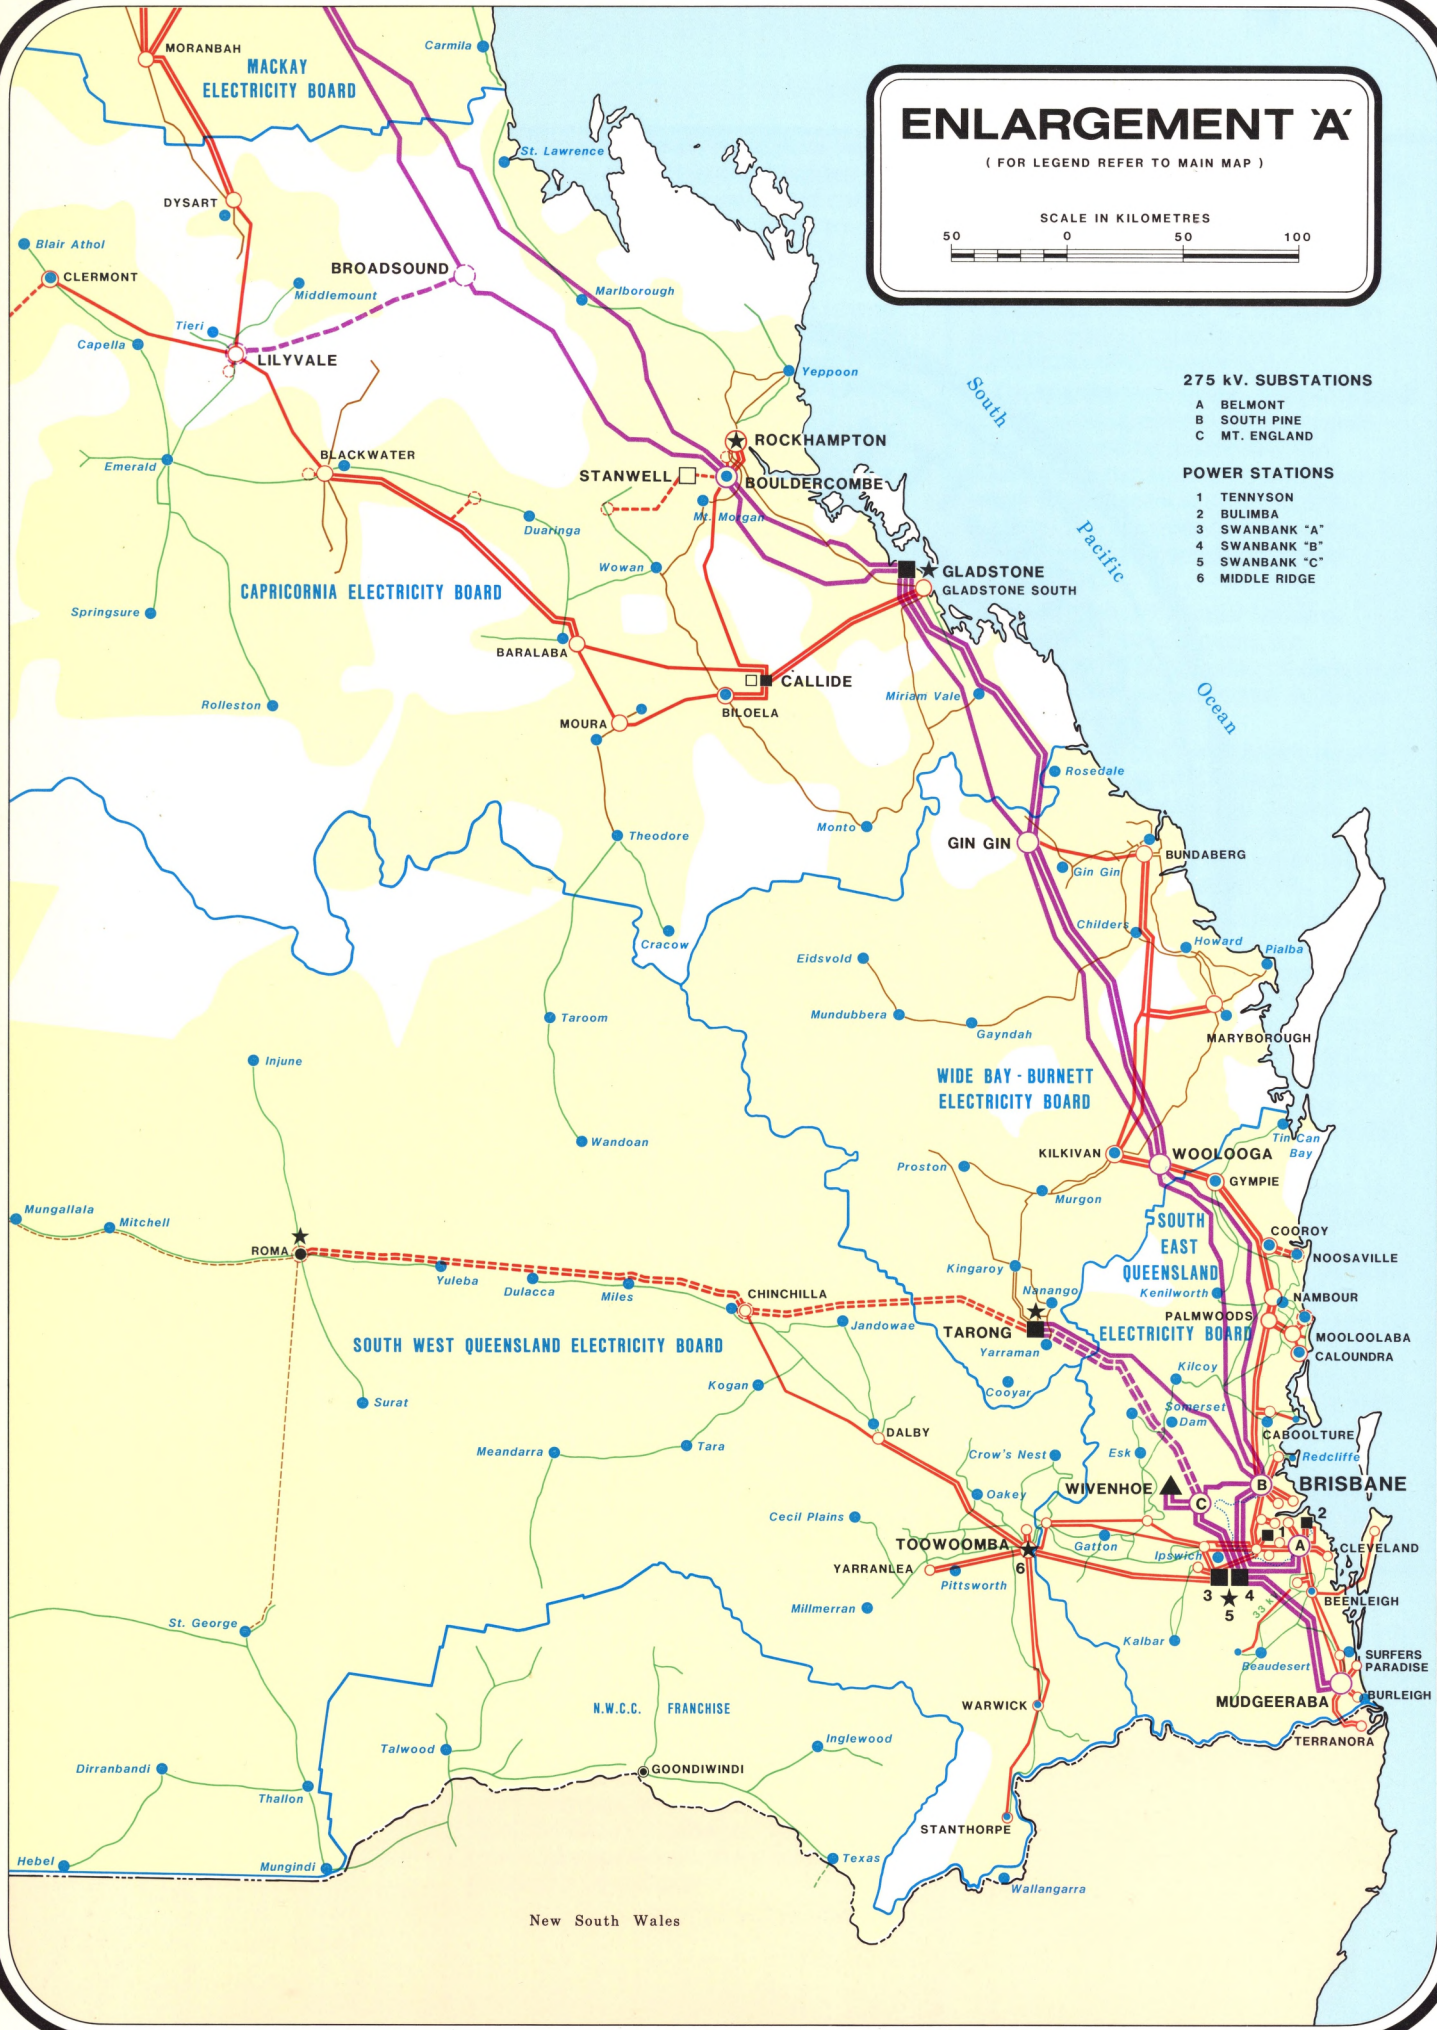 ENLARGEMENT 'A'
( FOR LEGEND REFER TO MAIN MAP )
SCALE IN KILOMETRES
50 0 50 100
275 kV. SUBSTATIONS
A BELMONT
B SOUTH PINE
C MT. ENGLAND
POWER STATIONS
1 TENNYSON
2 BULIMBA
3 SWANBANK "A"
4 SWANBANK "B"
5 SWANBANK "C"
6 MIDDLE RIDGE
South
Pacific
Ocean
MORANBAH
MACKAY
ELECTRICITY BOARD
Carmila
St. Lawrence
DYSART
Blair Athol
CLERMONT
BROADSOUND
Middlemount
Marlborough
Tieri
Capella
LILYVALE
Yeppoon
ROCKHAMPTON
BLACKWATER
Emerald
STANWELL
BOULDERCOMBE
Mt. Morgan
Duaringa
Wowan
GLADSTONE
GLADSTONE SOUTH
CAPRICORNIA ELECTRICITY BOARD
Springsure
BARALABA
CALLIDE
Rolleston
MOURA
BILOELA
Miriam Vale
Rosedale
Theodore
Monto
GIN GIN
BUNDABERG
Gin Gin
Childers
Howard
Pialba
Cracow
Eidsvold
Mundubbera
Gayndah
Taroom
MARYBOROUGH
Injune
WIDE BAY - BURNETT
ELECTRICITY BOARD
Wandoan
Tin Can
Bay
KILKIVAN
WOOLOOGA
Proston
GYMPIE
Murgon
Mungallala
Mitchell
SOUTH
EAST
QUEENSLAND
ELECTRICITY BOARD
COOROY
NOOSAVILLE
ROMA
Yuleba
Dulacca
Miles
CHINCHILLA
Kingaroy
Nanango
Kenilworth
NAMBOUR
PALMWOODS
Jandowae
TARONG
Yarraman
MOOLOOLABA
CALOUNDRA
SOUTH WEST QUEENSLAND ELECTRICITY BOARD
Kogan
Cooyar
Kilcoy
Surat
Somerset
Dam
DALBY
CABOOLTURE
Meandarra
Tara
Crow's Nest
Esk
Redcliffe
WIVENHOE
B
BRISBANE
Oakey
C
Cecil Plains
2
1
TOOWOOMBA
Gatton
A
CLEVELAND
Ipswich
YARRANLEA
6
Pittsworth
3
4
5
33 k
BEENLEIGH
Millmerran
St. George
Kalbar
Beaudesert
SURFERS
PARADISE
N.W.C.C. FRANCHISE
WARWICK
MUDGEERABA
BURLEIGH
TERRANORA
Talwood
Inglewood
Dirranbandi
GOONDIWINDI
Thallon
STANTHORPE
Hebel
Mungindi
Texas
Wallangarra
New South Wales